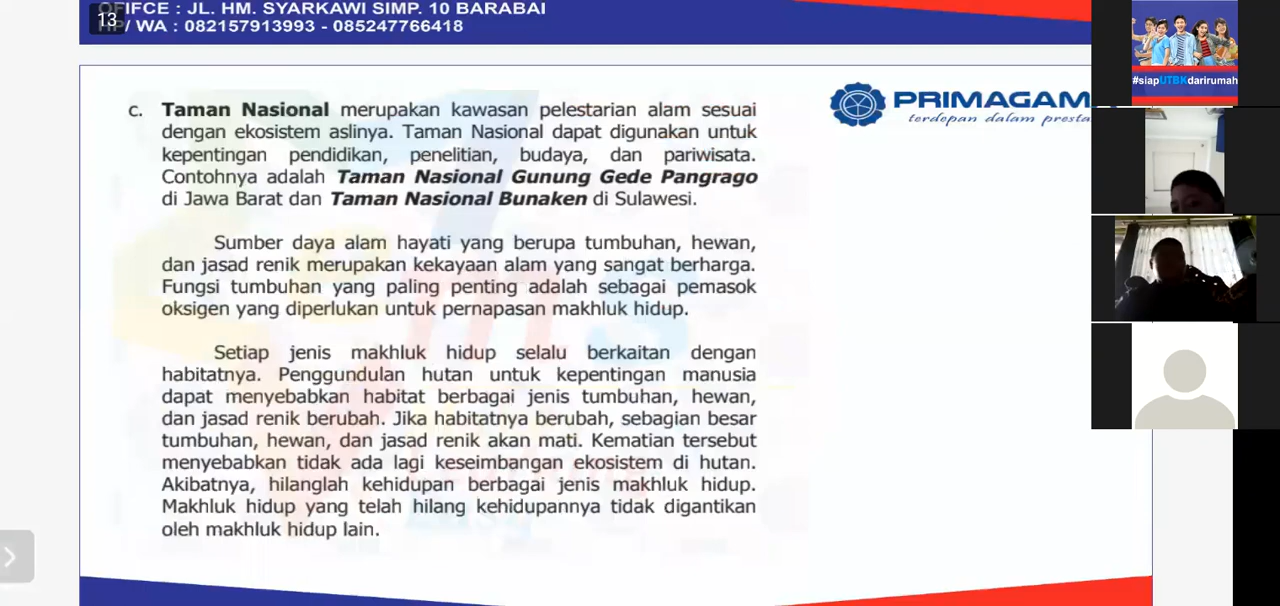 OFIFCE : JL. HM. SYARKAWI SIMP. 10 BARABAI
13
HP/ WA : 082157913993 - 085247766418
#siapUTBKdarirumah
PRIMAGAM
terdepan dalam presta
c. Taman Nasional merupakan kawasan pelestarian alam sesuai
dengan ekosistem aslinya. Taman Nasional dapat digunakan untuk
kepentingan pendidikan, penelitian, budaya, dan pariwisata.
Contohnya adalah Taman Nasional Gunung Gede Pangrago
di Jawa Barat dan Taman Nasional Bunaken di Sulawesi.
Sumber daya alam hayati yang berupa tumbuhan, hewan,
dan jasad renik merupakan kekayaan alam yang sangat berharga.
Fungsi tumbuhan yang paling penting adalah sebagai pemasok
oksigen yang diperlukan untuk pernapasan makhluk hidup.
Setiap jenis makhluk hidup selalu berkaitan dengan
habitatnya. Penggundulan hutan untuk kepentingan manusia
dapat menyebabkan habitat berbagai jenis tumbuhan, hewan,
dan jasad renik berubah. Jika habitatnya berubah, sebagian besar
tumbuhan, hewan, dan jasad renik akan mati. Kematian tersebut
menyebabkan tidak ada lagi keseimbangan ekosistem di hutan.
Akibatnya, hilanglah kehidupan berbagai jenis makhluk hidup.
Makhluk hidup yang telah hilang kehidupannya tidak digantikan
oleh makhluk hidup lain.